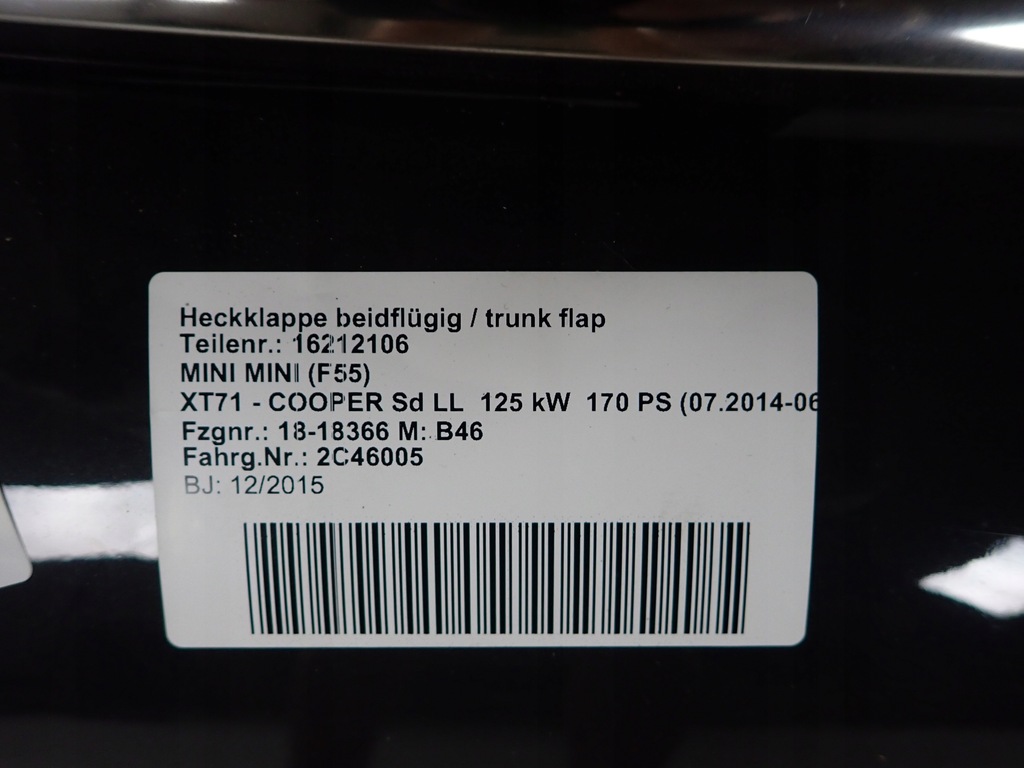 Heckklappe beidflügig / trunk flap
Teilenr.: 16212106
MINI MINI (F55)
XT71 - COOPER Sd LL 125 kW 170 PS (07.2014-06
Fzgnr.: 18-18366 M: B46
Fahrg.Nr.: 2C46005
BJ: 12/2015